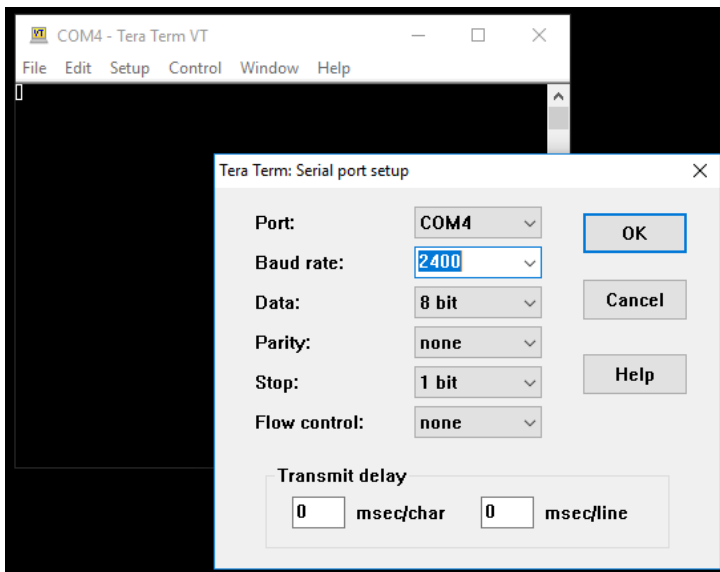 VT COM4 - Tera Term VT
File Edit Setup Control Window Help
Tera Term: Serial port setup
Port: COM4
OK
Baud rate: 2400
Data: 8 bit
Cancel
Parity: none
Stop: 1 bit
Help
Flow control: none
Transmit delay
0 msec/char 0 msec/line